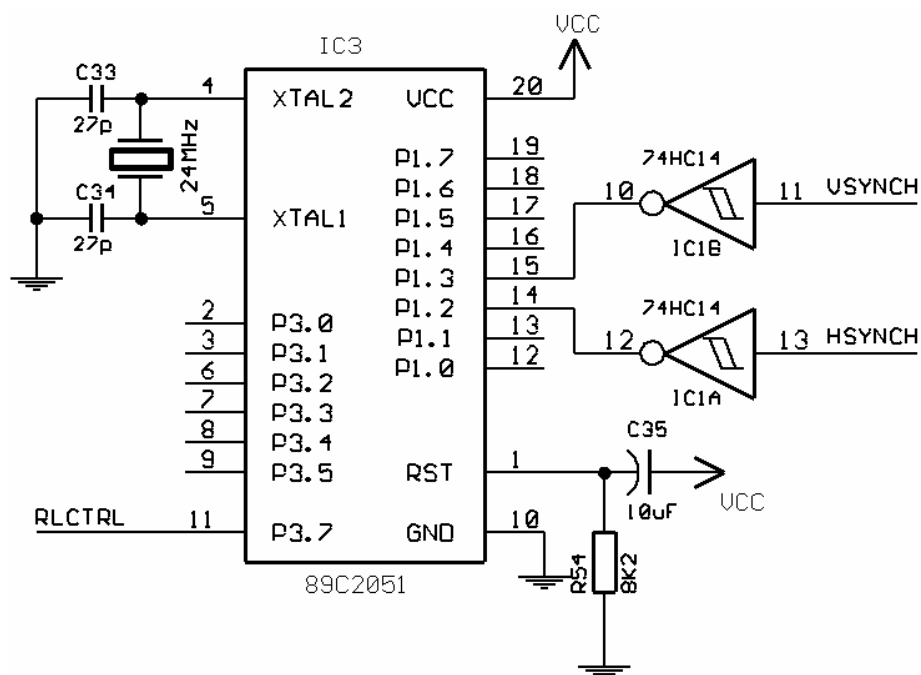 VCC
IC3
C33
27p
24MHz
C34
27p
4
5
XTAL2
XTAL1
VCC
20
P1.7
19
P1.6
18
P1.5
17
P1.4
16
P1.3
15
P1.2
14
P1.1
13
P1.0
12
74HC14
10
11
VSYNCH
IC1B
74HC14
12
13
HSYNCH
IC1A
2
P3.0
3
P3.1
6
P3.2
7
P3.3
8
P3.4
9
P3.5
RLCTRL
11
P3.7
RST
1
GND
10
C35
10uF
VCC
R54
8K2
89C2051